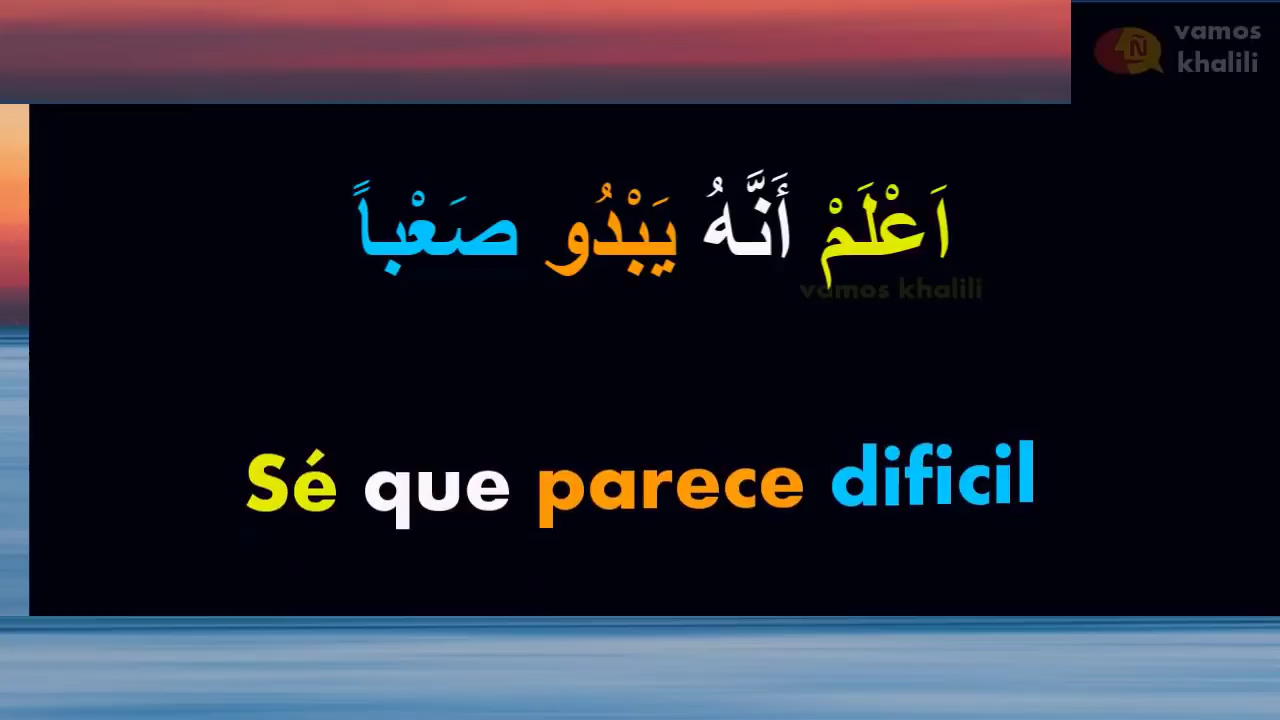 vamos
khalili
اَعْلَمْ أَنَّهُ يَبْدُو صَعْباً
vamos khalili
Sé que parece dificil